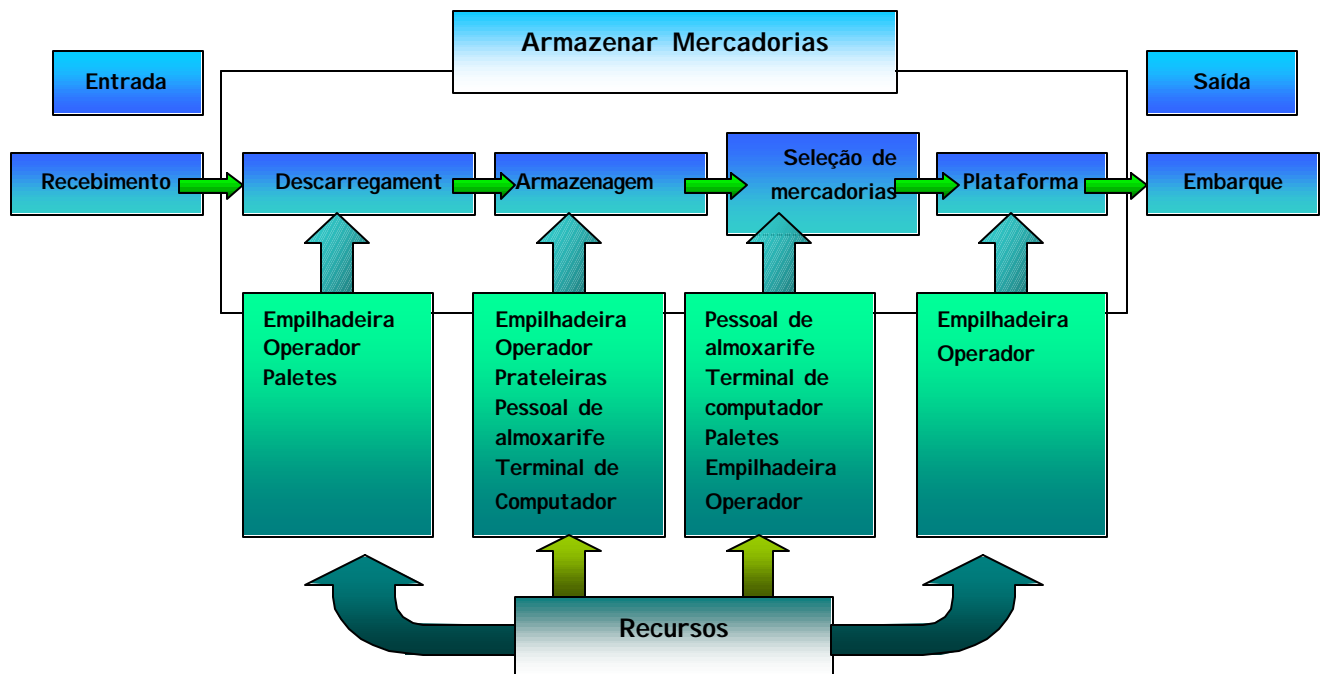 Armazenar Mercadorias
Entrada
Saída
Recebimento
Descarregament
Armazenagem
Seleção de
mercadorias
Plataforma
Embarque
Empilhadeira
Operador
Paletes
Empilhadeira
Operador
Prateleiras
Pessoal de
almoxarife
Terminal de
Computador
Pessoal de
almoxarife
Terminal de
computador
Paletes
Empilhadeira
Operador
Empilhadeira
Operador
Recursos